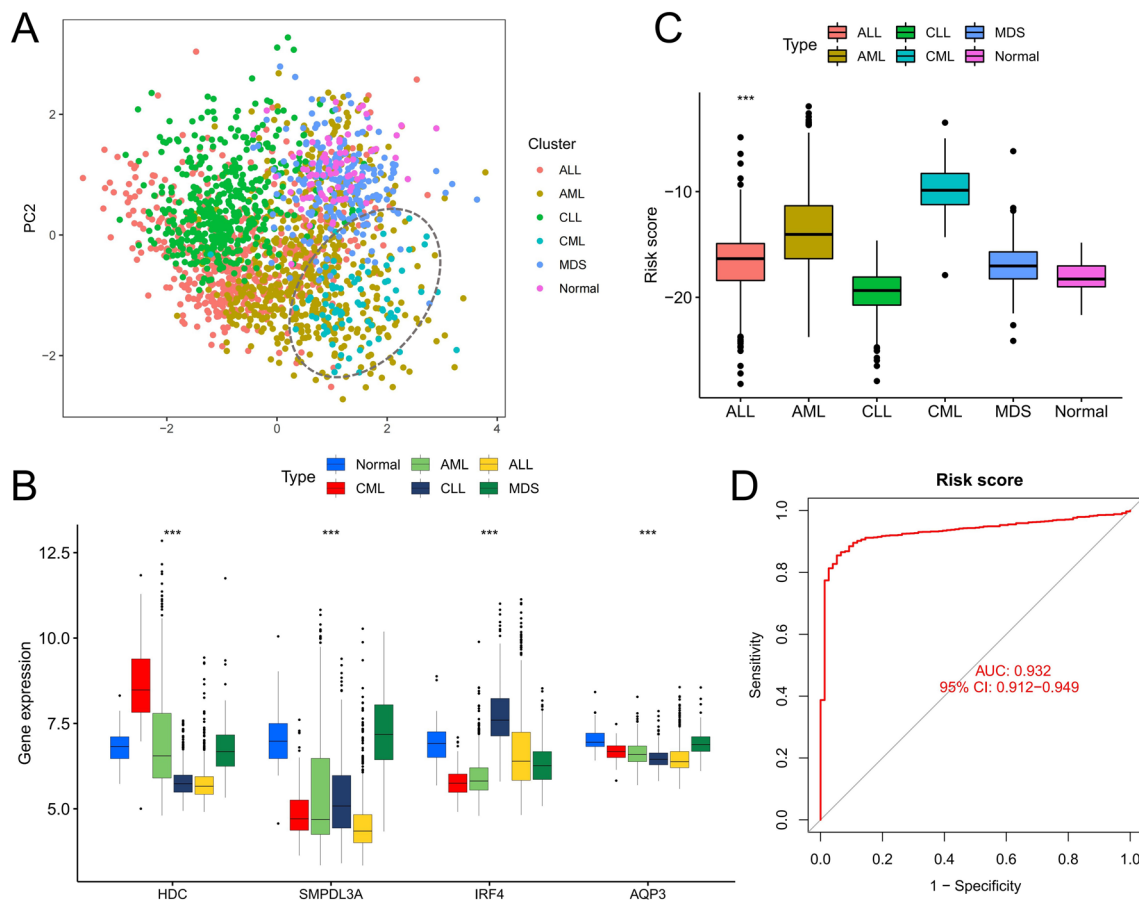 A
PC2
2
0
−2
−2
0
2
4
Cluster
ALL
AML
CLL
CML
MDS
Normal
C
Type
ALL
CLL
MDS
AML
CML
Normal
Risk score
−10
−20
***
ALL
AML
CLL
CML
MDS
Normal
B
Type
Normal
AML
ALL
CML
CLL
MDS
Gene expression
12.5
10.0
7.5
5.0
***
***
***
***
HDC
SMPDL3A
IRF4
AQP3
D
Risk score
Sensitivity
1.0
0.8
0.6
0.4
0.2
0.0
AUC: 0.932
95% CI: 0.912−0.949
0.0
0.2
0.4
0.6
0.8
1.0
1 − Specificity